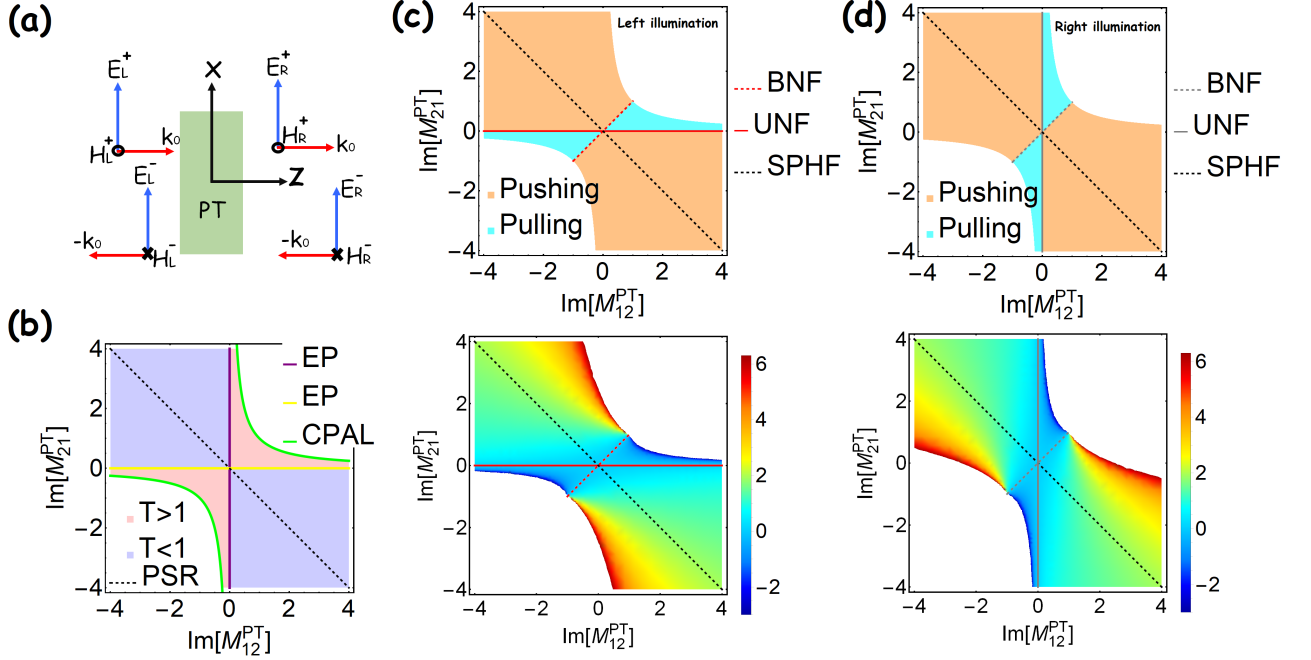 (a)
E_L^+
X
E_R^+
H_L^+
k₀
H_R^+
k₀
E_L^-
Z
E_R^-
PT
-k₀
H_L^-
-k₀
H_R^-
(b)
4
2
0
−2
−4
−4 −2 0 2 4
Im[M_21^PT]
Im[M_12^PT]
EP
EP
CPAL
T>1
T<1
PSR
(c)
Left illumination
4
2
0
−2
−4
−4 −2 0 2 4
Im[M_21^PT]
Im[M_12^PT]
BNF
UNF
SPHF
Pushing
Pulling
4
2
0
−2
−4
−4 −2 0 2 4
Im[M_21^PT]
Im[M_12^PT]
6
4
2
0
−2
(d)
Right illumination
4
2
0
−2
−4
−4 −2 0 2 4
Im[M_21^PT]
Im[M_12^PT]
BNF
UNF
SPHF
Pushing
Pulling
4
2
0
−2
−4
−4 −2 0 2 4
Im[M_21^PT]
Im[M_12^PT]
6
4
2
0
−2